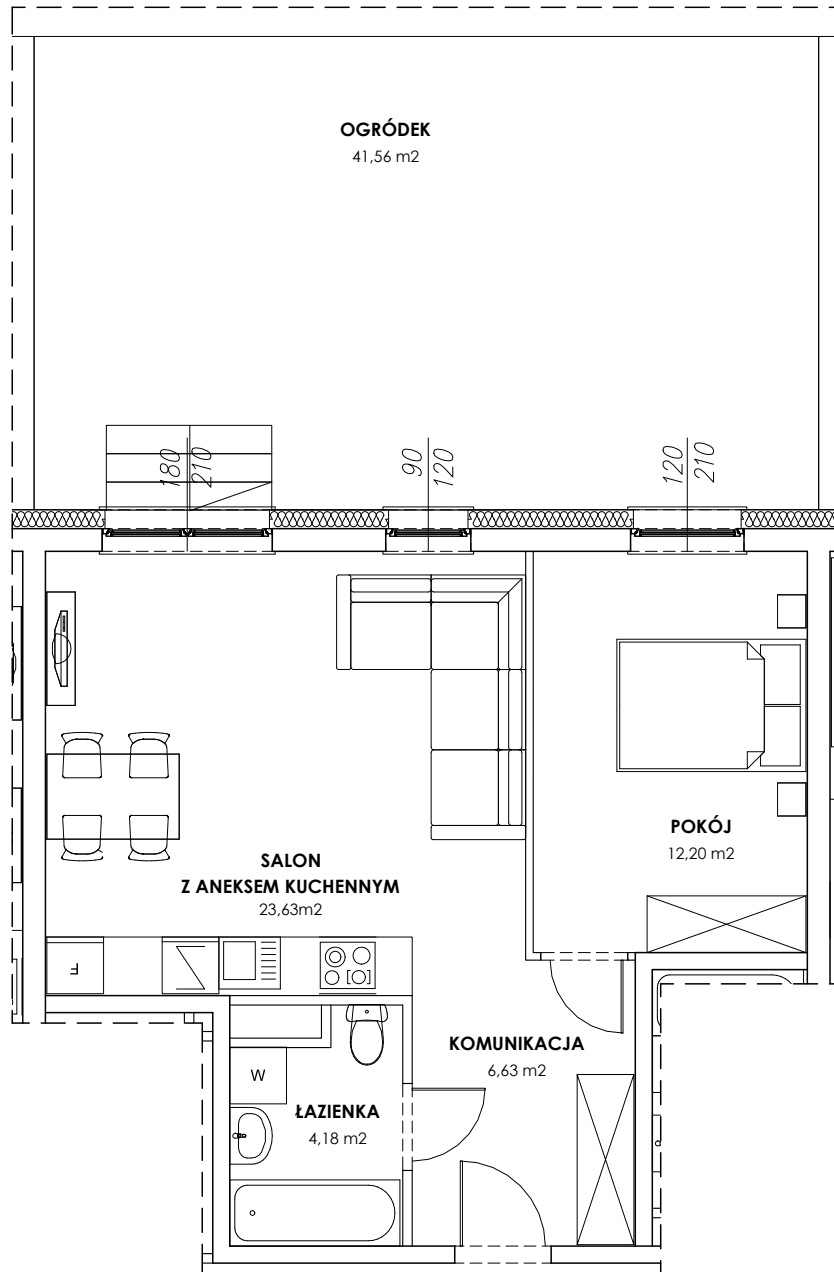 OGRÓDEK
41,56 m2
180
210
90
120
120
210
POKÓJ
12,20 m2
SALON
Z ANEKSEM KUCHENNYM
23,63m2
F
KOMUNIKACJA
6,63 m2
W
ŁAZIENKA
4,18 m2